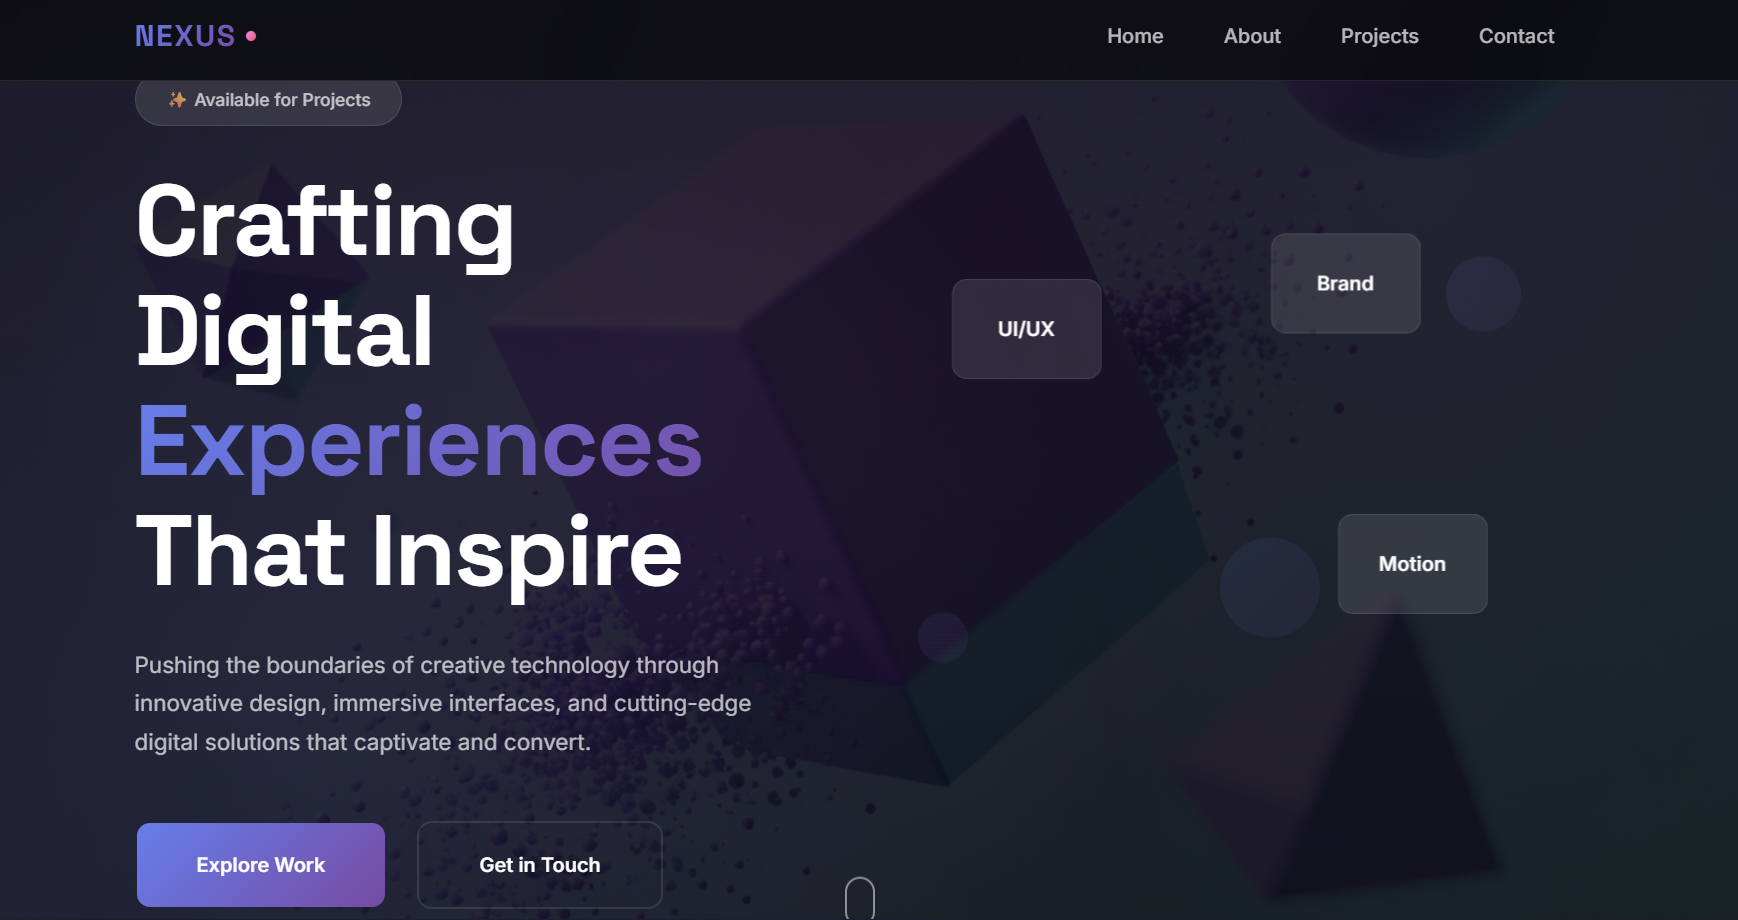 NEXUS
Home About Projects Contact
✨ Available for Projects
Crafting
Digital
Experiences
That Inspire
UI/UX
Brand
Motion
Pushing the boundaries of creative technology through
innovative design, immersive interfaces, and cutting-edge
digital solutions that captivate and convert.
Explore Work
Get in Touch